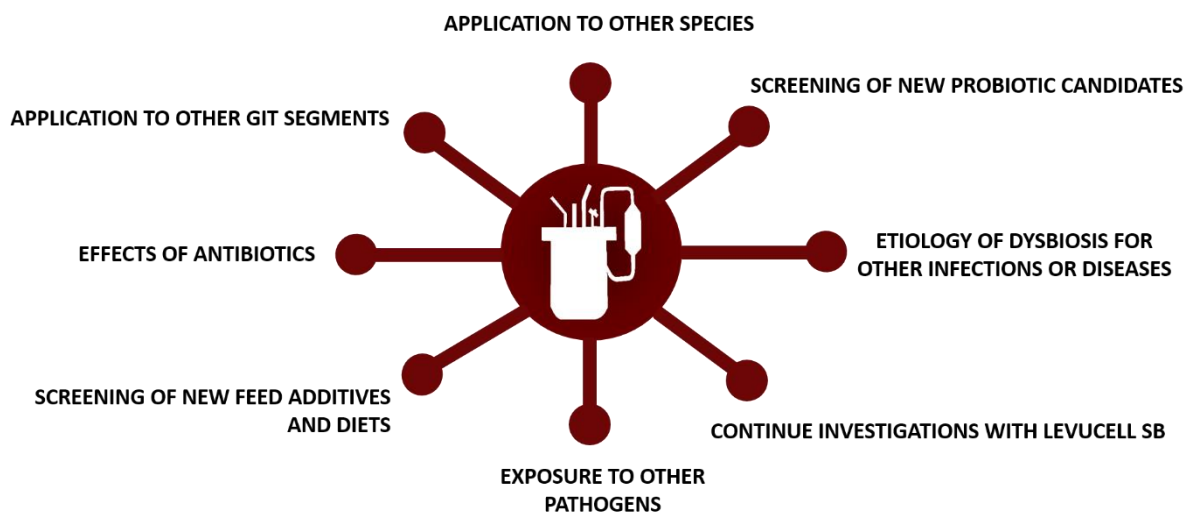 APPLICATION TO OTHER SPECIES
SCREENING OF NEW PROBIOTIC CANDIDATES
APPLICATION TO OTHER GIT SEGMENTS
EFFECTS OF ANTIBIOTICS
ETIOLOGY OF DYSBIOSIS FOR
OTHER INFECTIONS OR DISEASES
SCREENING OF NEW FEED ADDITIVES
AND DIETS
CONTINUE INVESTIGATIONS WITH LEVUCELL SB
EXPOSURE TO OTHER
PATHOGENS